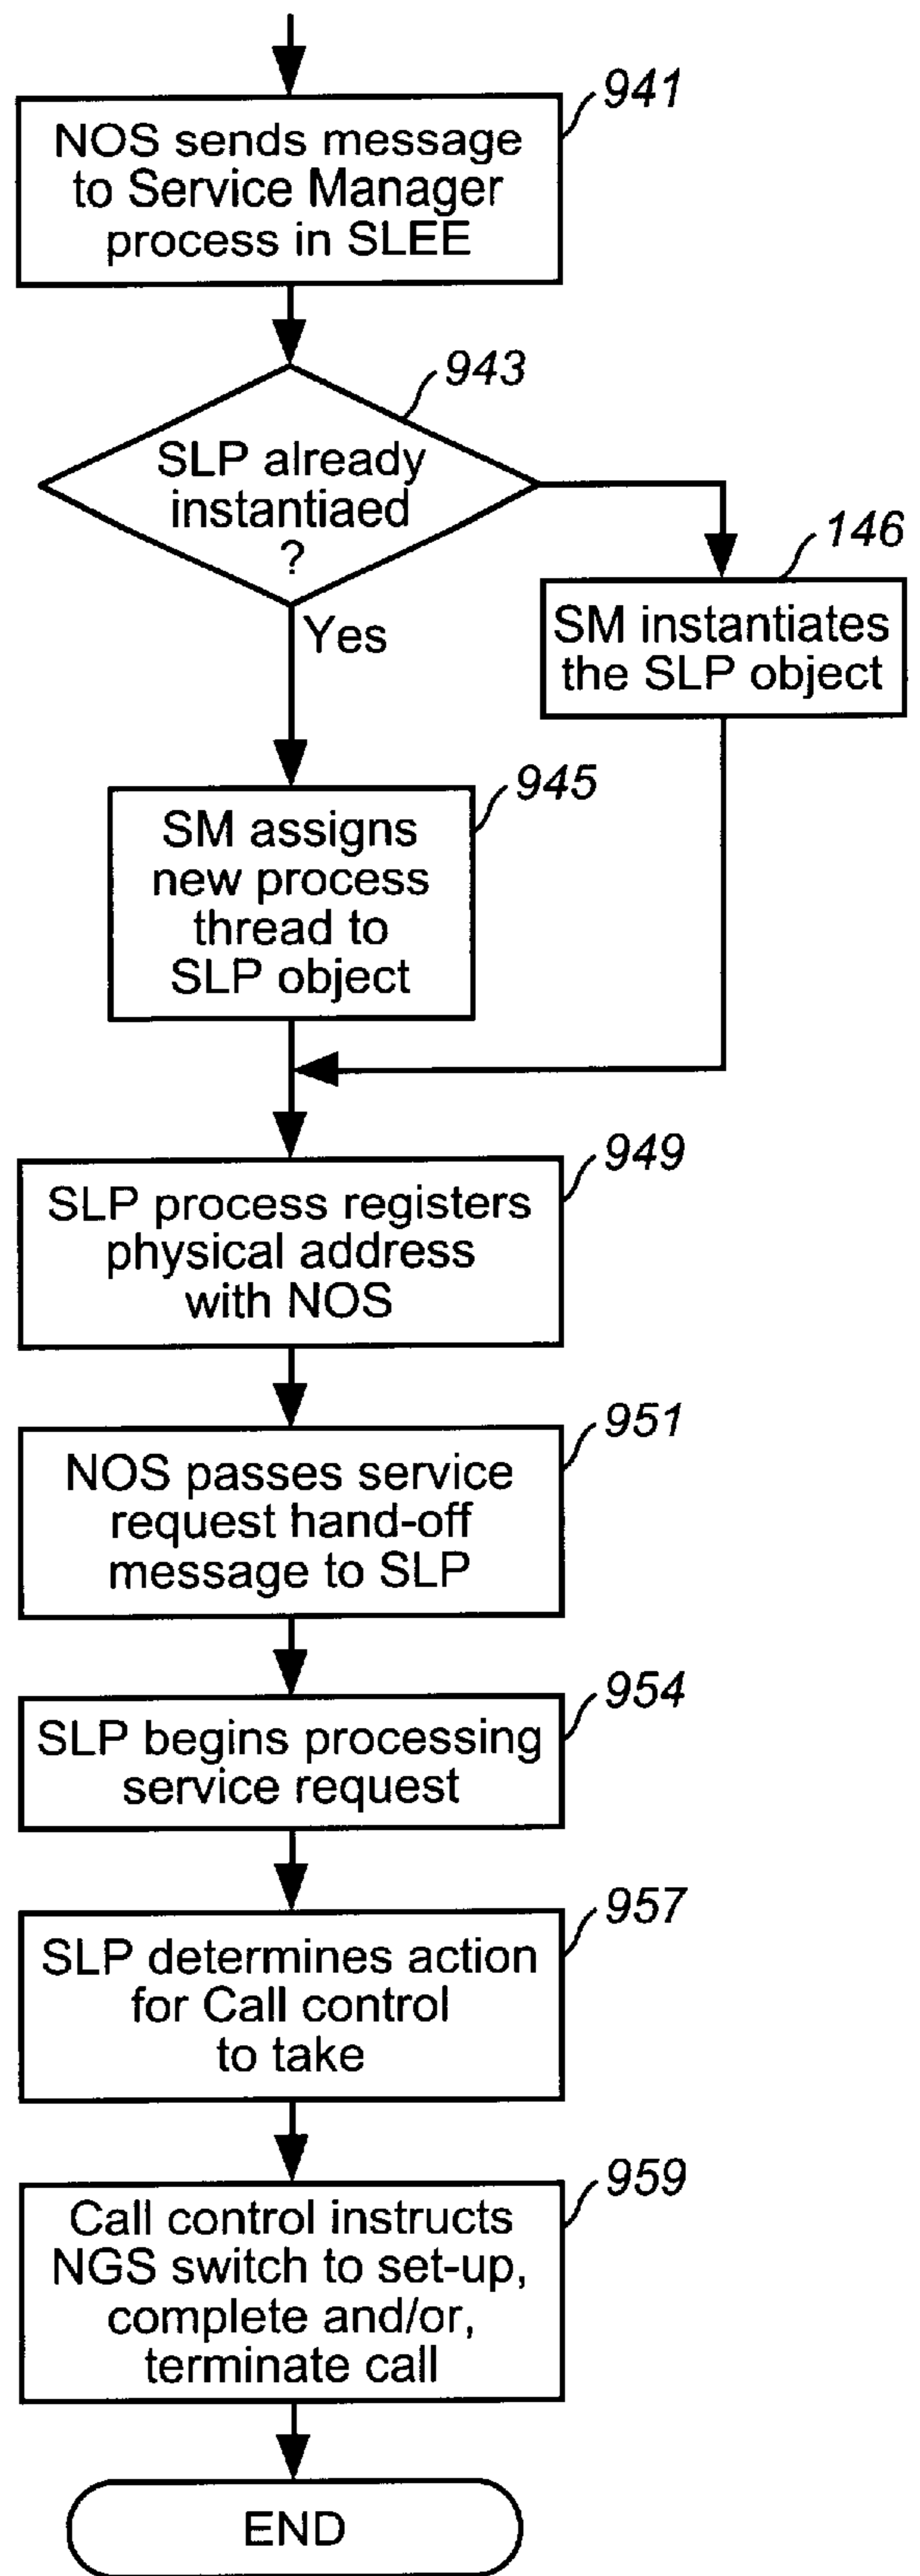 941
NOS sends message
to Service Manager
process in SLEE
943
SLP already
instantiaed
?
Yes
146
SM instantiates
the SLP object
945
SM assigns
new process
thread to
SLP object
949
SLP process registers
physical address
with NOS
951
NOS passes service
request hand-off
message to SLP
954
SLP begins processing
service request
957
SLP determines action
for Call control
to take
959
Call control instructs
NGS switch to set-up,
complete and/or,
terminate call
END